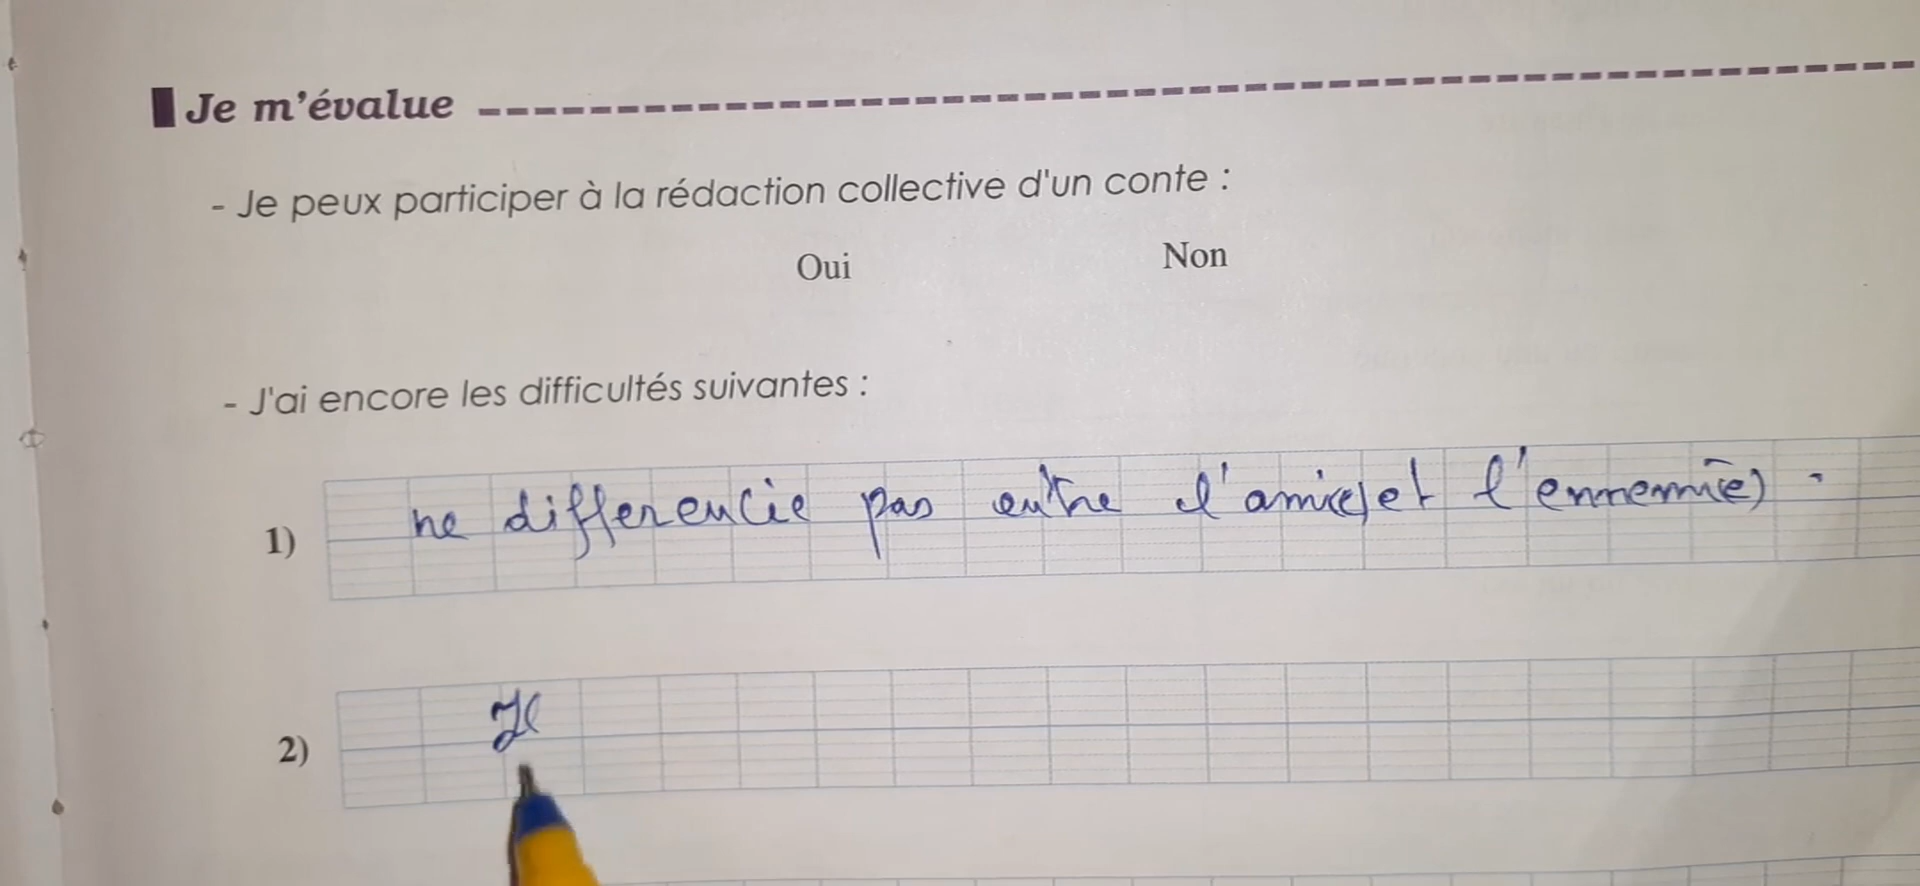 Je m'évalue
- Je peux participer à la rédaction collective d'un conte :
Oui Non
- J'ai encore les difficultés suivantes :
1) ne differencie pas entre l'ami(e) et l'ennemi(e).
2) Il